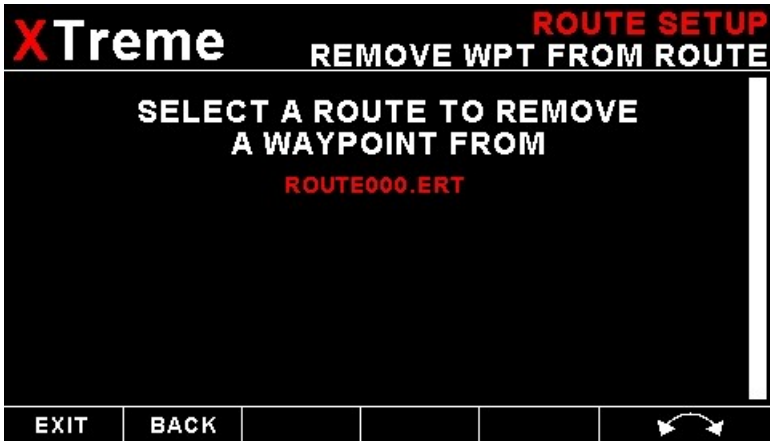 XTreme
ROUTE SETUP
REMOVE WPT FROM ROUTE
SELECT A ROUTE TO REMOVE
A WAYPOINT FROM
ROUTE000.ERT
EXIT
BACK